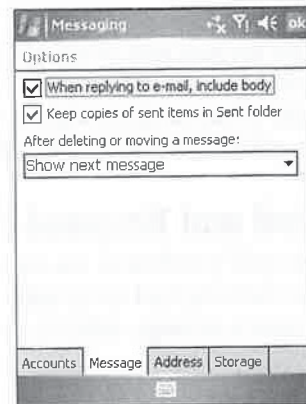 Messaging ok
Options
When replying to e-mail, include body
Keep copies of sent items in Sent folder
After deleting or moving a message:
Show next message
Accounts Message Address Storage